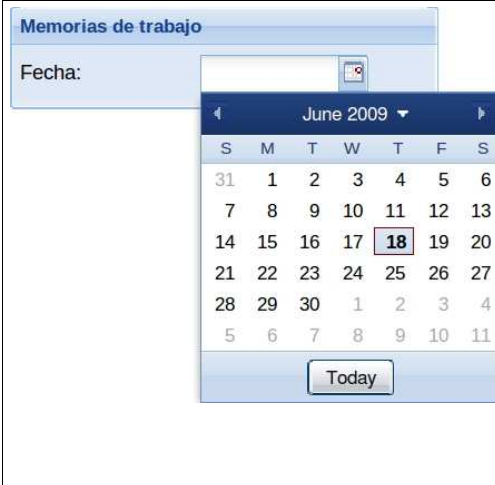 Memorias de trabajo
Fecha:
June 2009
S M T W T F S
31 1 2 3 4 5 6
7 8 9 10 11 12 13
14 15 16 17 18 19 20
21 22 23 24 25 26 27
28 29 30 1 2 3 4
5 6 7 8 9 10 11
Today